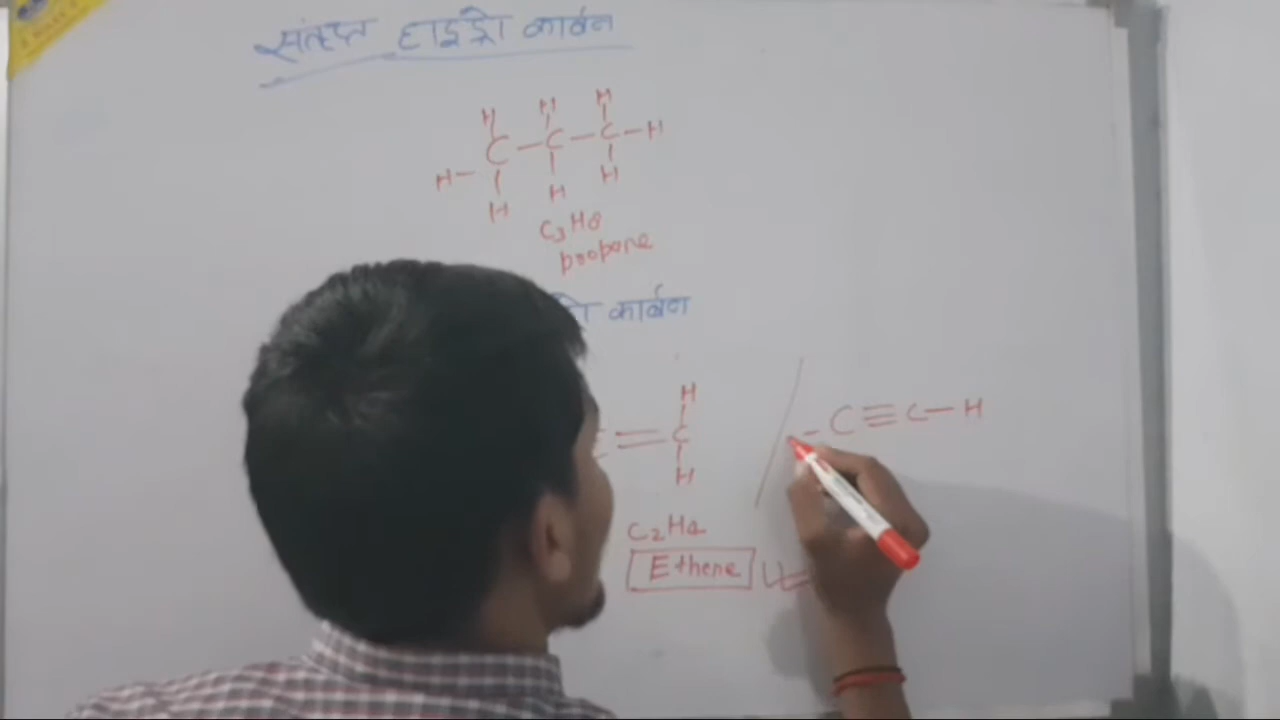 संतृप्त हाइड्रो कार्बन
H H H
H - C - C - C - H
H H H
C3H8
propane
कार्बन
H
= C
H
C2H4
Ethene
- C ≡ C - H